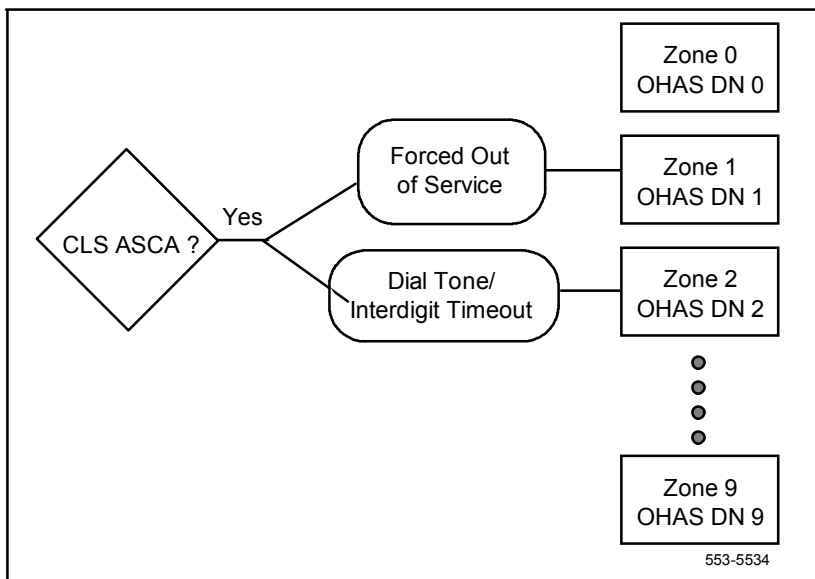 Zone 0
OHAS DN 0
Forced Out
of Service
Zone 1
OHAS DN 1
Yes
CLS ASCA ?
Dial Tone/
Interdigit Timeout
Zone 2
OHAS DN 2
Zone 9
OHAS DN 9
553-5534